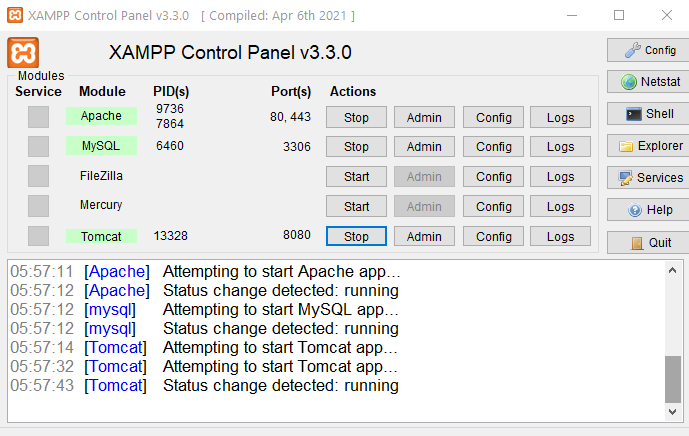 XAMPP Control Panel v3.3.0 [ Compiled: Apr 6th 2021 ]
XAMPP Control Panel v3.3.0
Config
Modules
Service Module PID(s) Port(s) Actions
Netstat
Apache 9736 7864 80, 443 Stop Admin Config Logs
Shell
MySQL 6460 3306 Stop Admin Config Logs
Explorer
FileZilla Start Admin Config Logs
Services
Mercury Start Admin Config Logs
Help
Tomcat 13328 8080 Stop Admin Config Logs
Quit
05:57:11 [Apache] Attempting to start Apache app...
05:57:12 [Apache] Status change detected: running
05:57:12 [mysql] Attempting to start MySQL app...
05:57:12 [mysql] Status change detected: running
05:57:14 [Tomcat] Attempting to start Tomcat app...
05:57:32 [Tomcat] Attempting to start Tomcat app...
05:57:43 [Tomcat] Status change detected: running